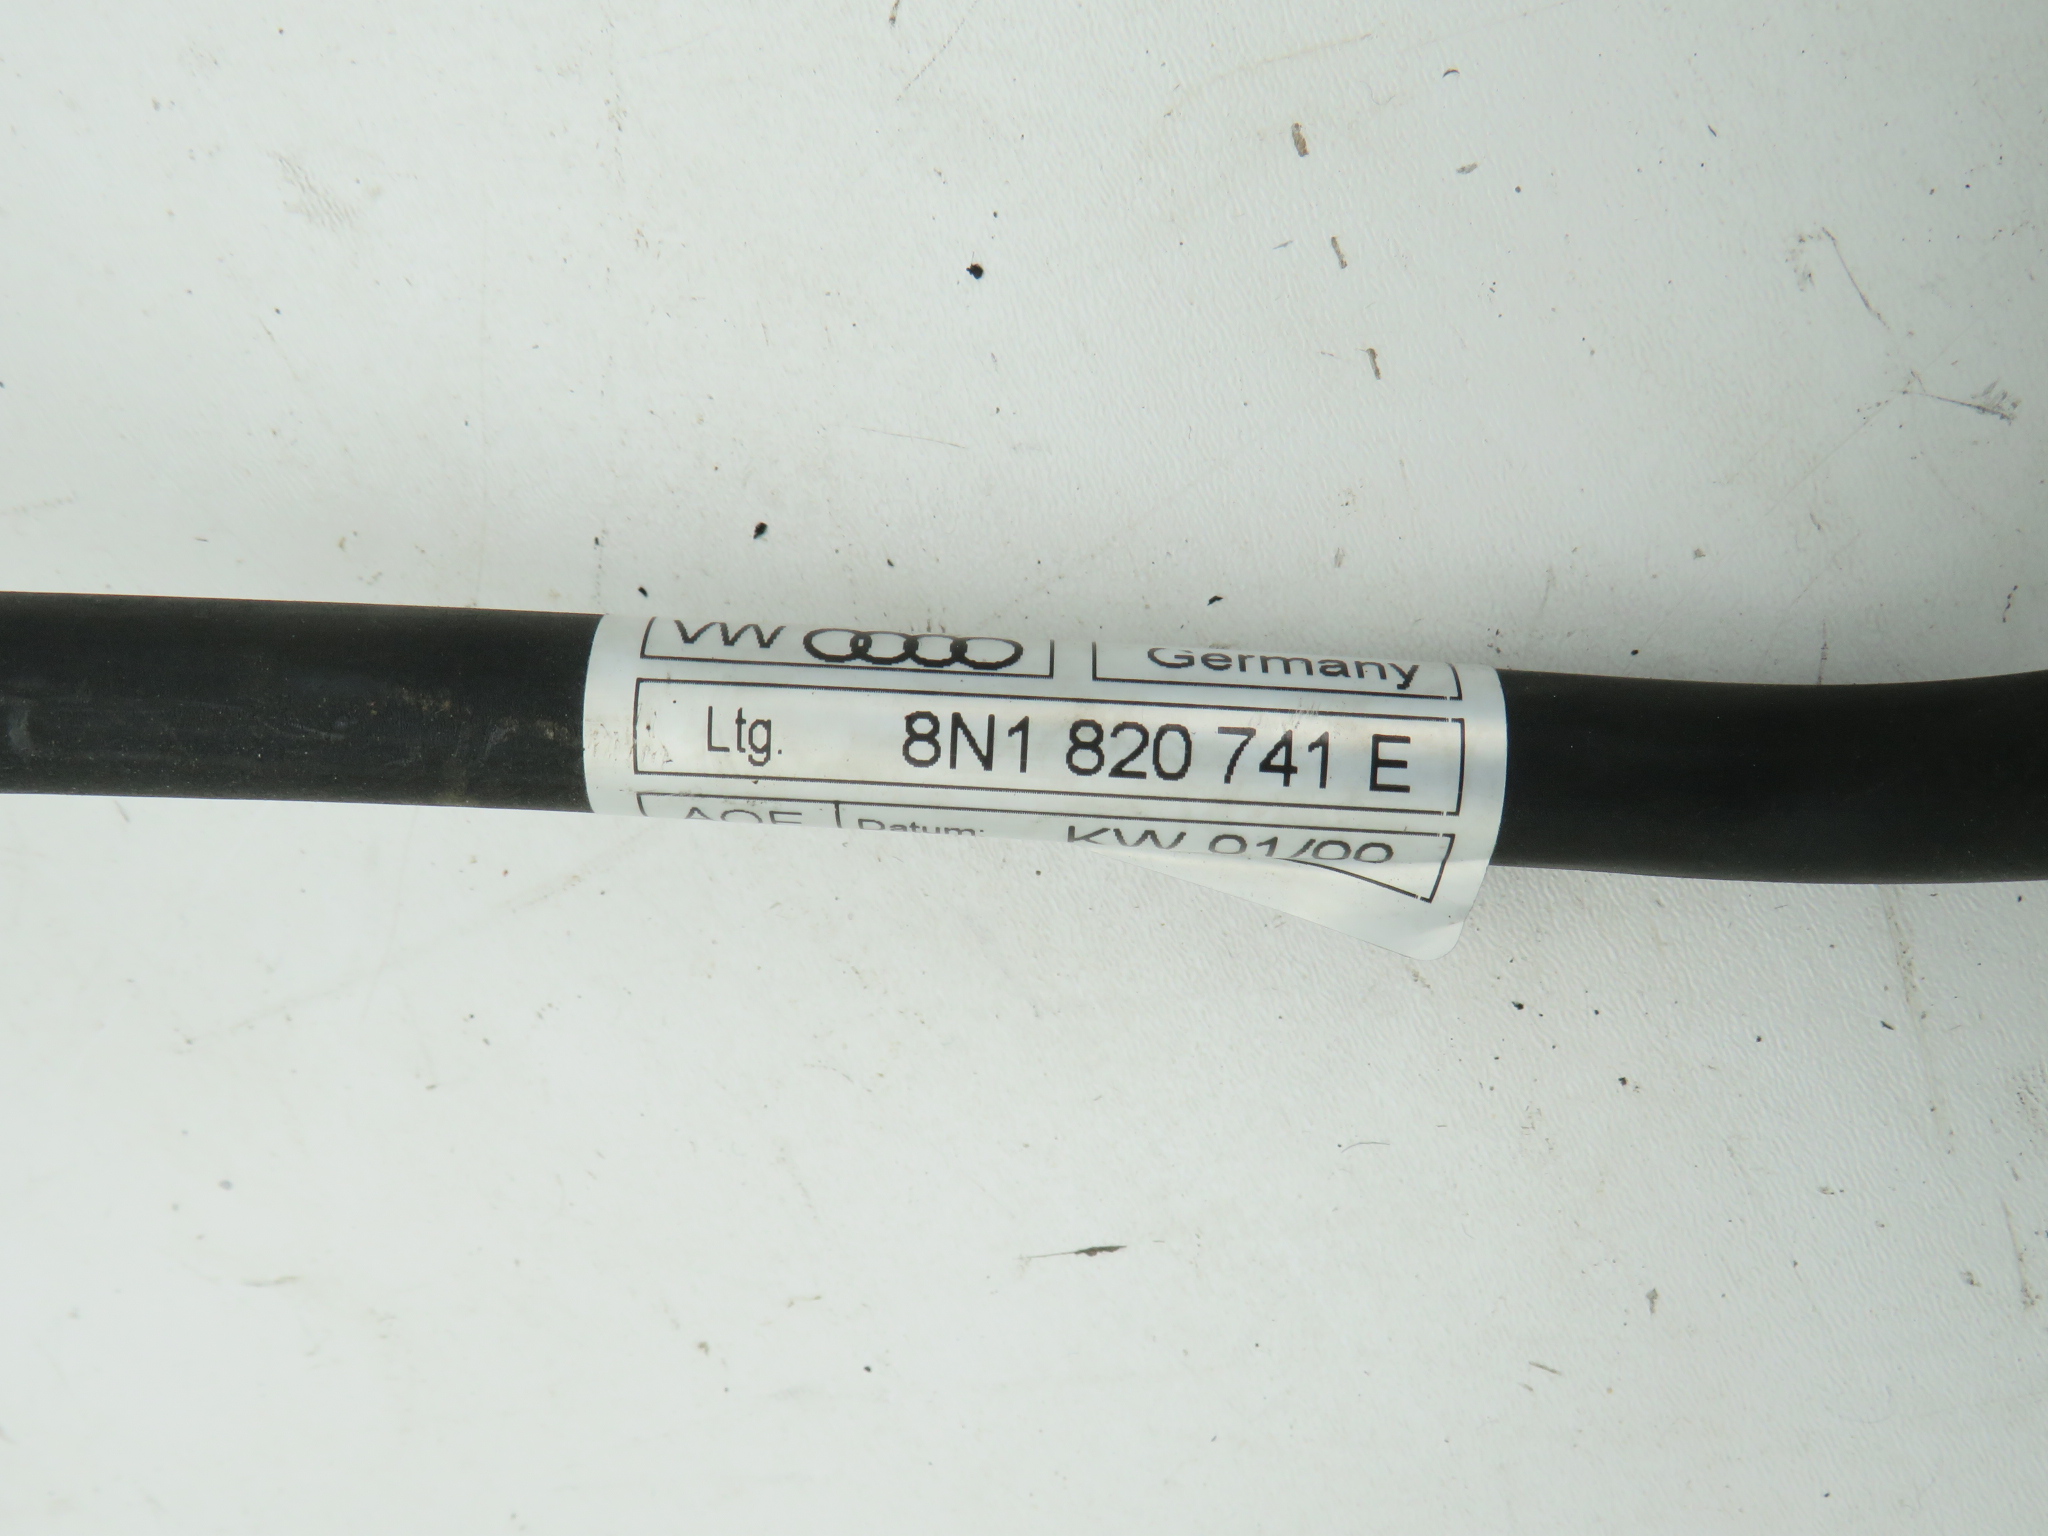 VW Germany
Ltg. 8N1 820 741 E
Datum: KW 01/00